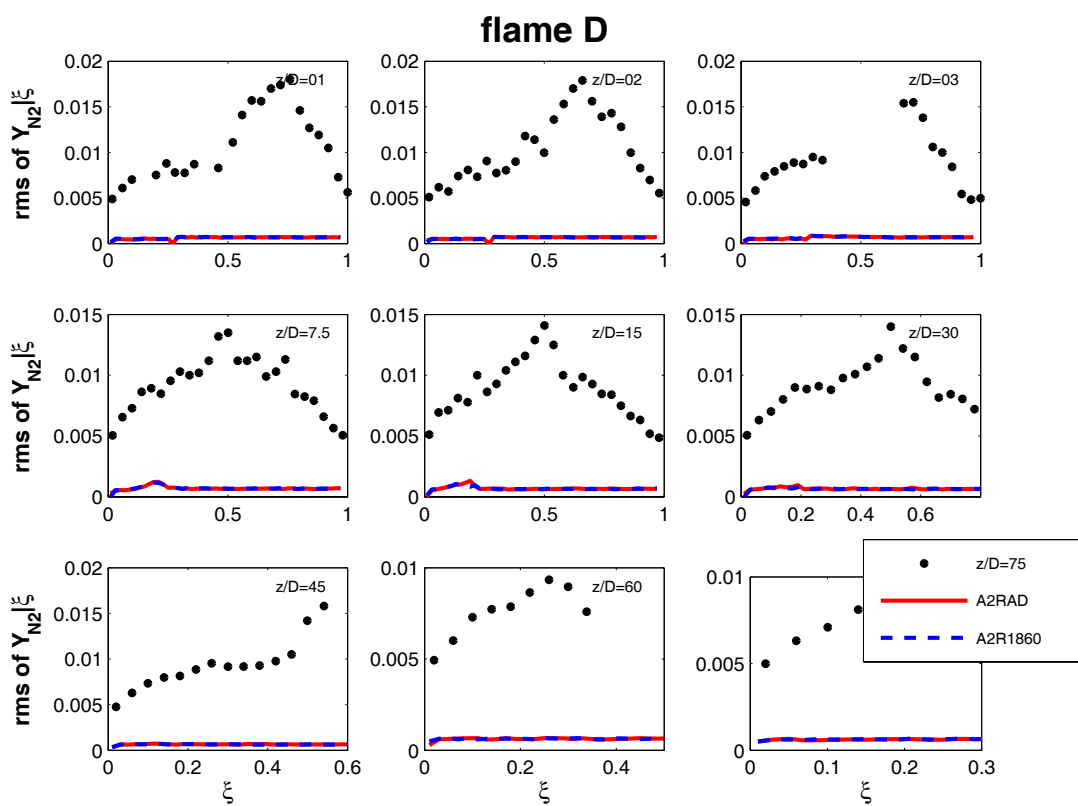 flame D
rms of Y_N2|ξ
0.02
0.015
0.01
0.005
0
0 0.5 1
z/D=01
0.02
0.015
0.01
0.005
0
0 0.5 1
z/D=02
0.02
0.015
0.01
0.005
0
0 0.5 1
z/D=03
rms of Y_N2|ξ
0.015
0.01
0.005
0
0 0.5 1
z/D=7.5
0.015
0.01
0.005
0
0 0.5 1
z/D=15
0.015
0.01
0.005
0
0 0.2 0.4 0.6
z/D=30
rms of Y_N2|ξ
0.02
0.015
0.01
0.005
0
0 0.2 0.4 0.6
ξ
z/D=45
0.01
0.005
0
0 0.2 0.4
ξ
z/D=60
0.01
0.005
0
0 0.1 0.2 0.3
ξ
z/D=75
A2RAD
A2R1860